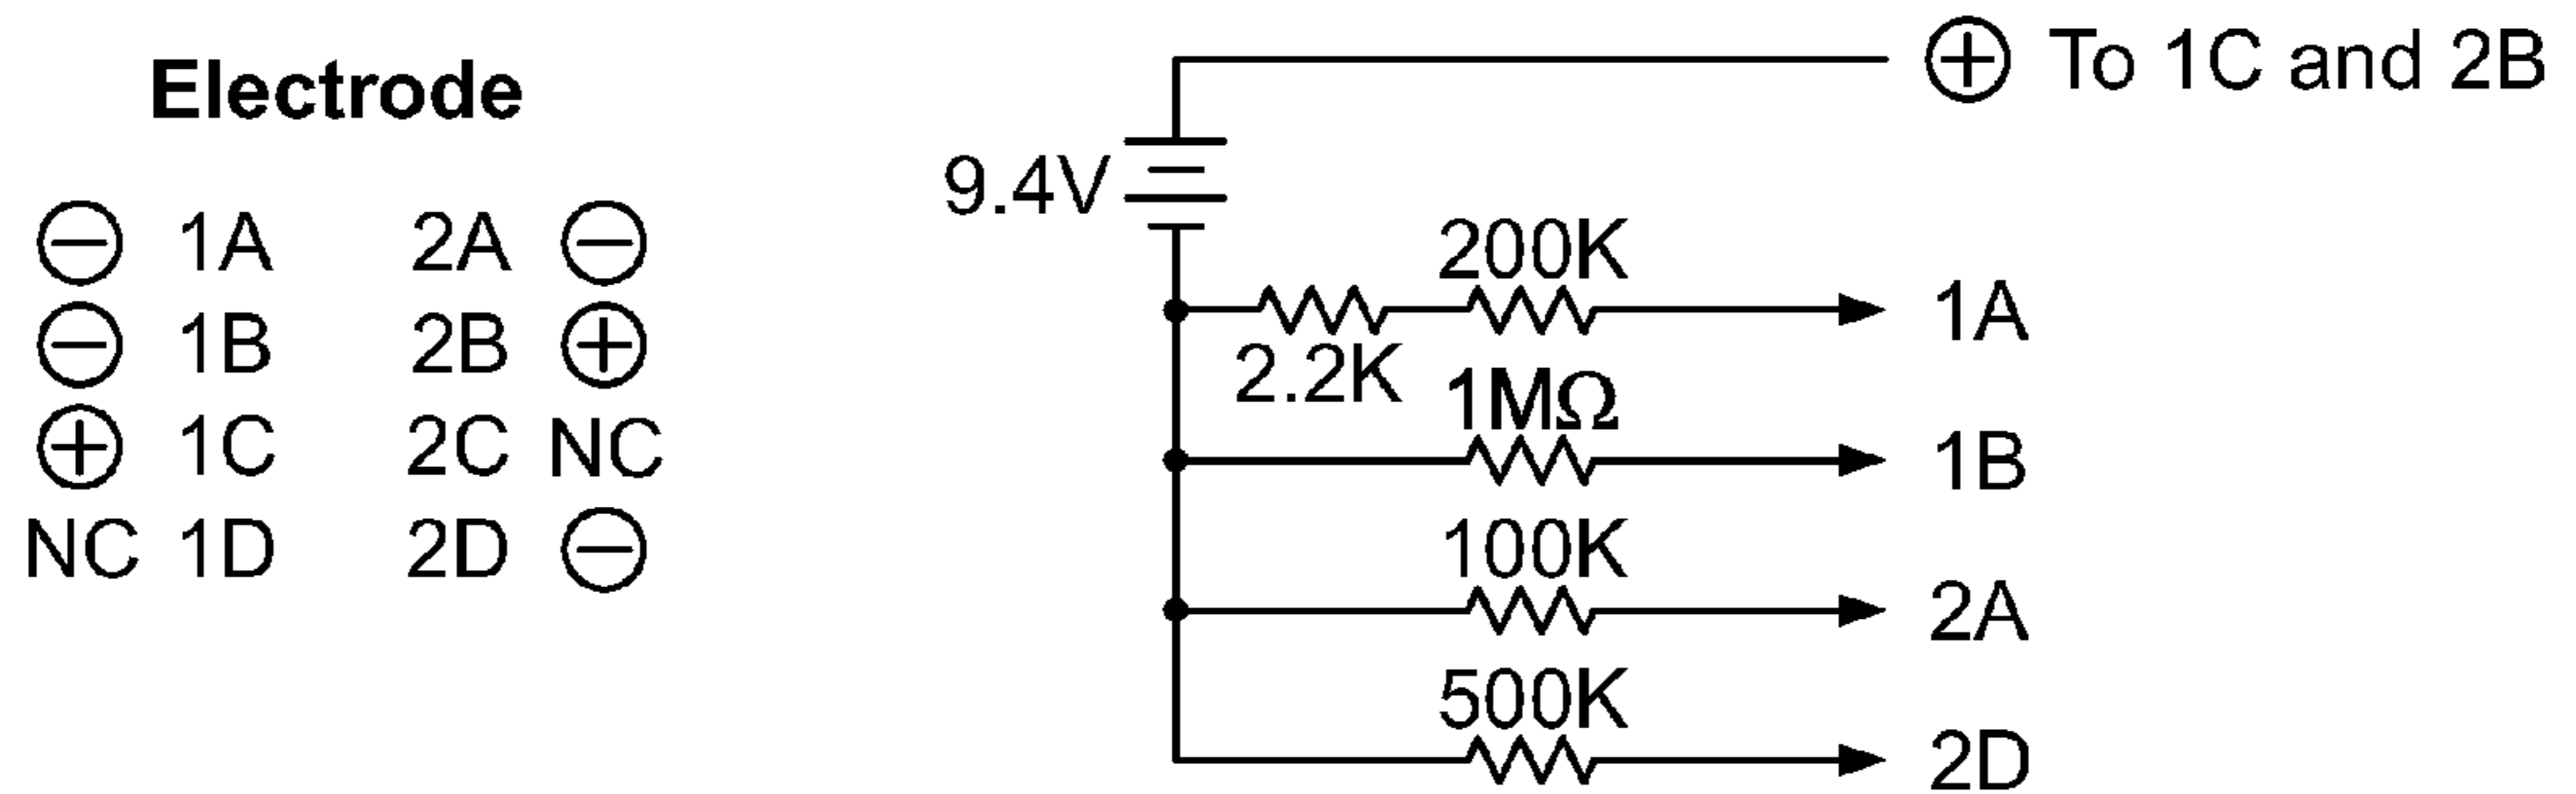 Electrode
⊖ 1A 2A ⊖
⊖ 1B 2B ⊕
⊕ 1C 2C NC
NC 1D 2D ⊖
⊕ To 1C and 2B
9.4V
200K
2.2K
1A
1MΩ
1B
100K
2A
500K
2D